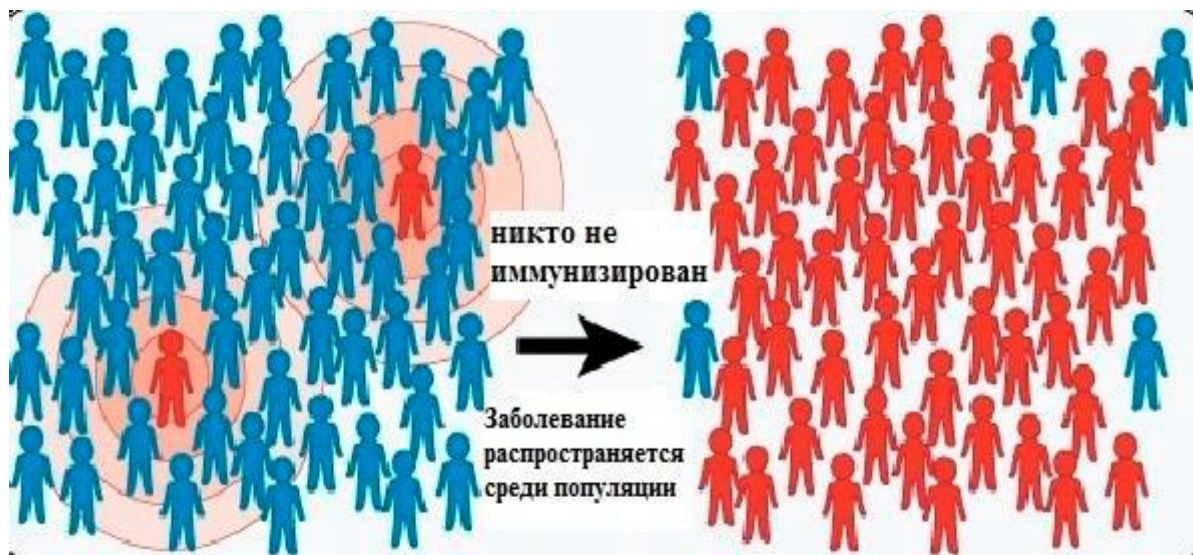 никто не
иммунизирован
Заболевание
распространяется
среди популяции